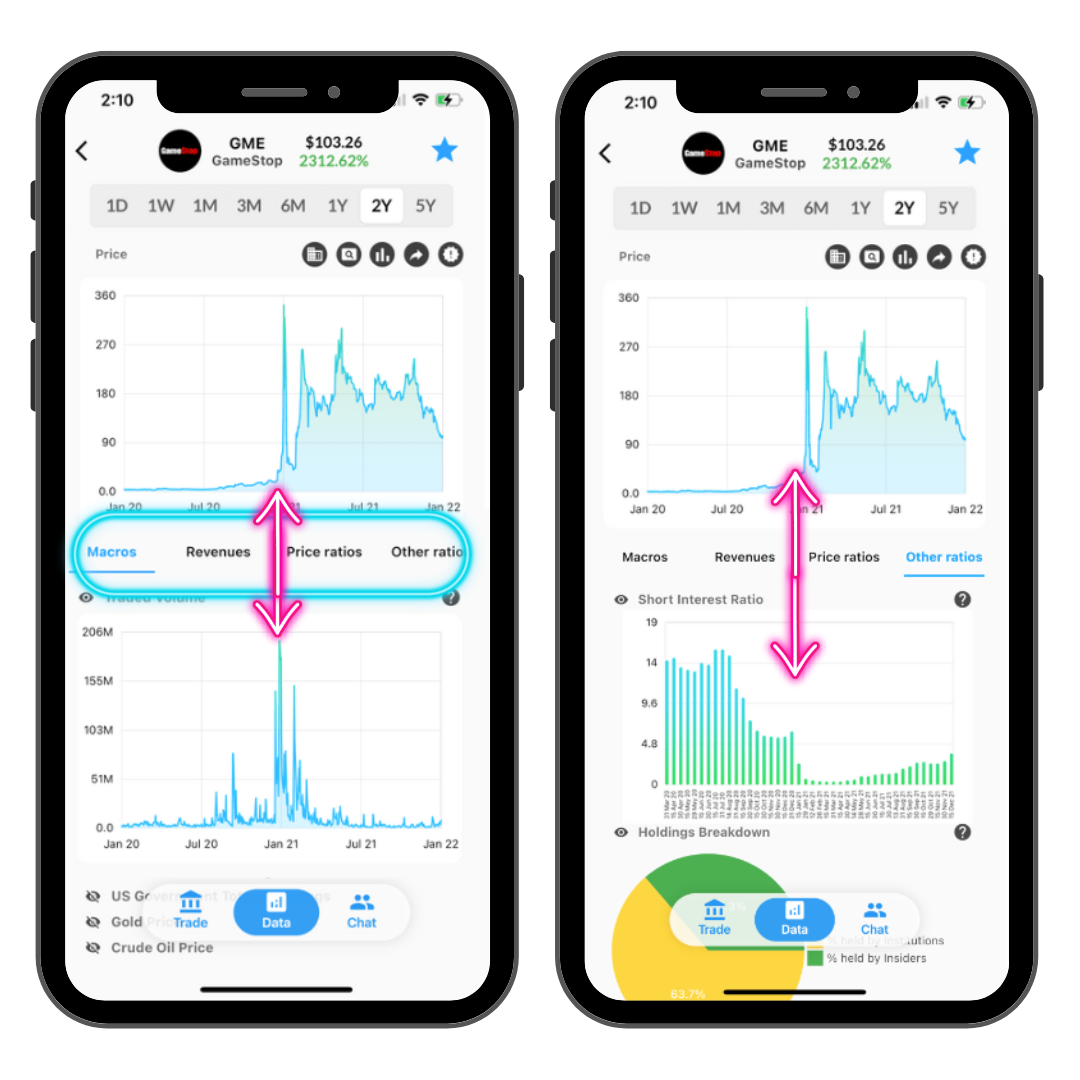 2:10
GME $103.26
GameStop 2312.62%
1D 1W 1M 3M 6M 1Y 2Y 5Y
Price
360
270
180
90
0.0
Jan 20 Jul 20 21 Jul 21 Jan 22
Macros Revenues Price ratios Other ratio
Traded Volume
206M
155M
103M
51M
0.0
Jan 20 Jul 20 Jan 21 Jul 21 Jan 22
US Government
Gold Price
Crude Oil Price
Trade Data Chat
2:10
GameStop
GME $103.26
GameStop 2312.62%
1D 1W 1M 3M 6M 1Y 2Y 5Y
Price
360
270
180
90
0.0
Jan 20 Jul 20 Jan 21 Jul 21 Jan 22
Macros Revenues Price ratios Other ratios
Short Interest Ratio
19
14
9.6
4.8
0
Holdings Breakdown
Trade Data Chat
% held by Institutions
% held by Insiders
63.7%